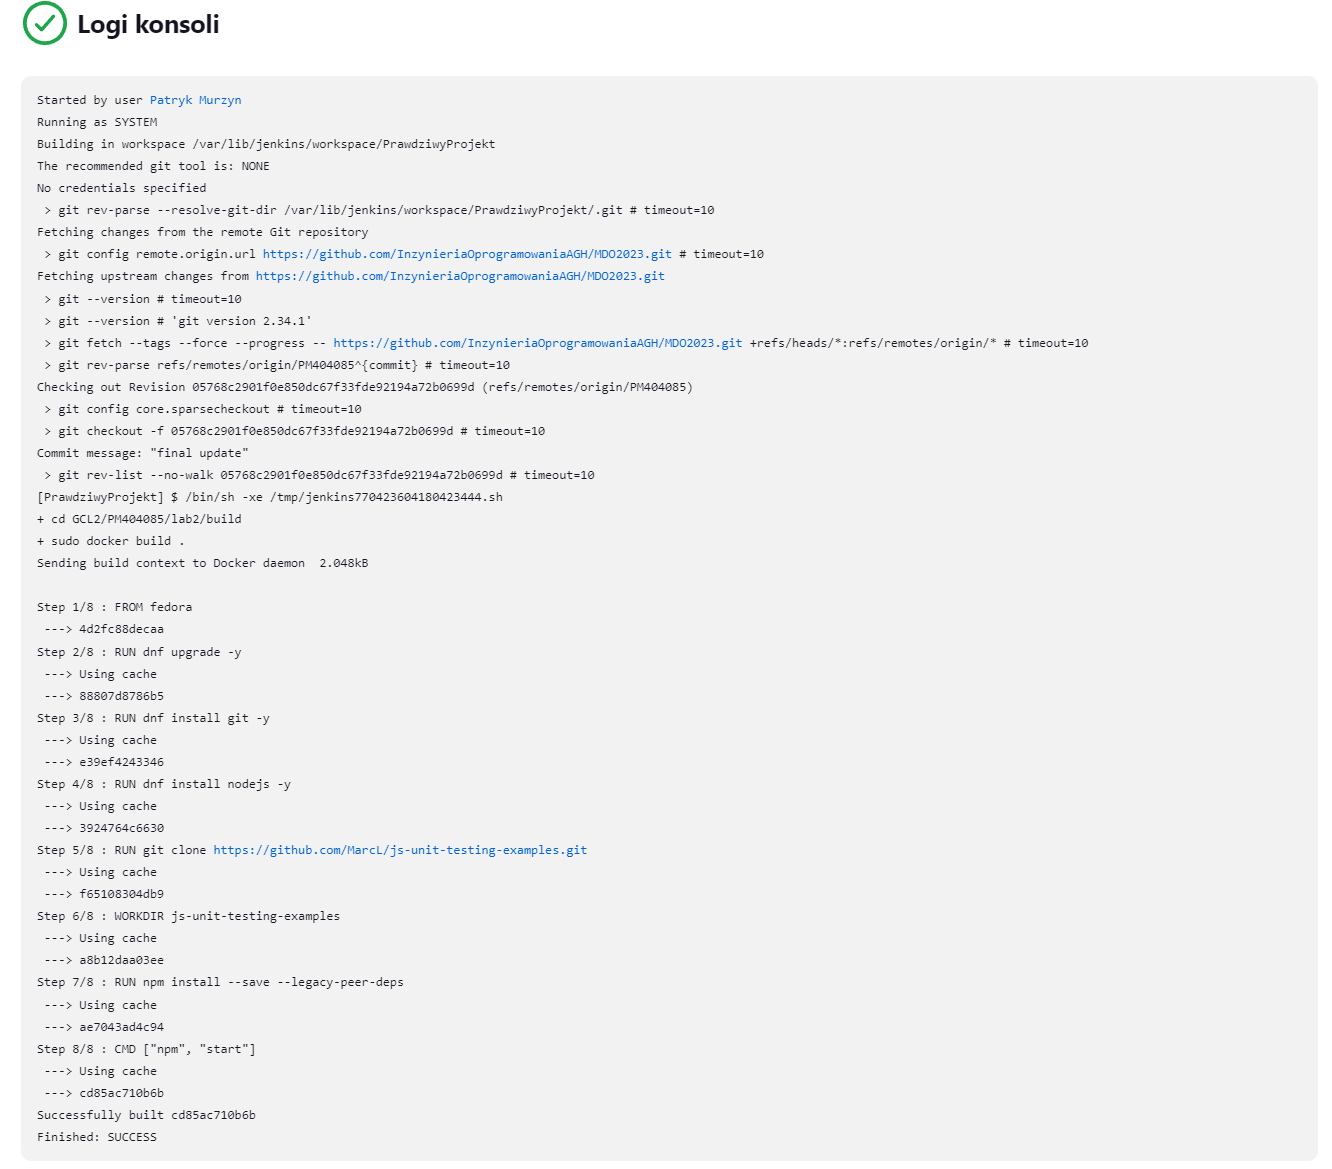 Logi konsoli
Started by user Patryk Murzyn
Running as SYSTEM
Building in workspace /var/lib/jenkins/workspace/PrawdziwyProjekt
The recommended git tool is: NONE
No credentials specified
 > git rev-parse --resolve-git-dir /var/lib/jenkins/workspace/PrawdziwyProjekt/.git # timeout=10
Fetching changes from the remote Git repository
 > git config remote.origin.url https://github.com/InzynieriaOprogramowaniaAGH/MDO2023.git # timeout=10
Fetching upstream changes from https://github.com/InzynieriaOprogramowaniaAGH/MDO2023.git
 > git --version # timeout=10
 > git --version # 'git version 2.34.1'
 > git fetch --tags --force --progress -- https://github.com/InzynieriaOprogramowaniaAGH/MDO2023.git +refs/heads/*:refs/remotes/origin/* # timeout=10
 > git rev-parse refs/remotes/origin/PM404085^{commit} # timeout=10
Checking out Revision 05768c2901f0e850dc67f33fde92194a72b0699d (refs/remotes/origin/PM404085)
 > git config core.sparsecheckout # timeout=10
 > git checkout -f 05768c2901f0e850dc67f33fde92194a72b0699d # timeout=10
Commit message: "final update"
 > git rev-list --no-walk 05768c2901f0e850dc67f33fde92194a72b0699d # timeout=10
[PrawdziwyProjekt] $ /bin/sh -xe /tmp/jenkins770423604180423444.sh
+ cd GCL2/PM404085/lab2/build
+ sudo docker build .
Sending build context to Docker daemon  2.048kB
Step 1/8 : FROM fedora
 ---> 4d2fc88decaa
Step 2/8 : RUN dnf upgrade -y
 ---> Using cache
 ---> 88807d8786b5
Step 3/8 : RUN dnf install git -y
 ---> Using cache
 ---> e39ef4243346
Step 4/8 : RUN dnf install nodejs -y
 ---> Using cache
 ---> 3924764c6630
Step 5/8 : RUN git clone https://github.com/MarcL/js-unit-testing-examples.git
 ---> Using cache
 ---> f65108304db9
Step 6/8 : WORKDIR js-unit-testing-examples
 ---> Using cache
 ---> a8b12daa03ee
Step 7/8 : RUN npm install --save --legacy-peer-deps
 ---> Using cache
 ---> ae7043ad4c94
Step 8/8 : CMD ["npm", "start"]
 ---> Using cache
 ---> cd85ac710b6b
Successfully built cd85ac710b6b
Finished: SUCCESS